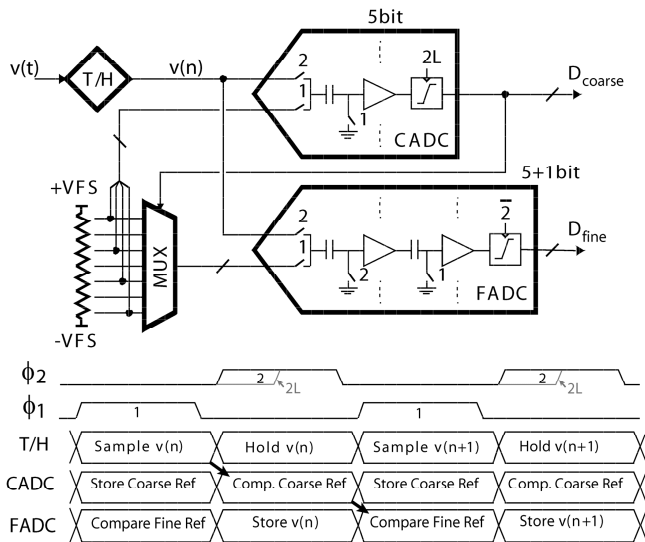 5bit
v(t)
T/H
v(n)
2
1
2L
1
CADC
D_coarse
5+1bit
+VFS
-VFS
MUX
2
1
2
1
2̅
FADC
D_fine
ϕ2
2
2L
2
2L
ϕ1
1
1
T/H
Sample v(n)
Hold v(n)
Sample v(n+1)
Hold v(n+1)
CADC
Store Coarse Ref
Comp. Coarse Ref
Store Coarse Ref
Comp. Coarse Ref
FADC
Compare Fine Ref
Store v(n)
Compare Fine Ref
Store v(n+1)